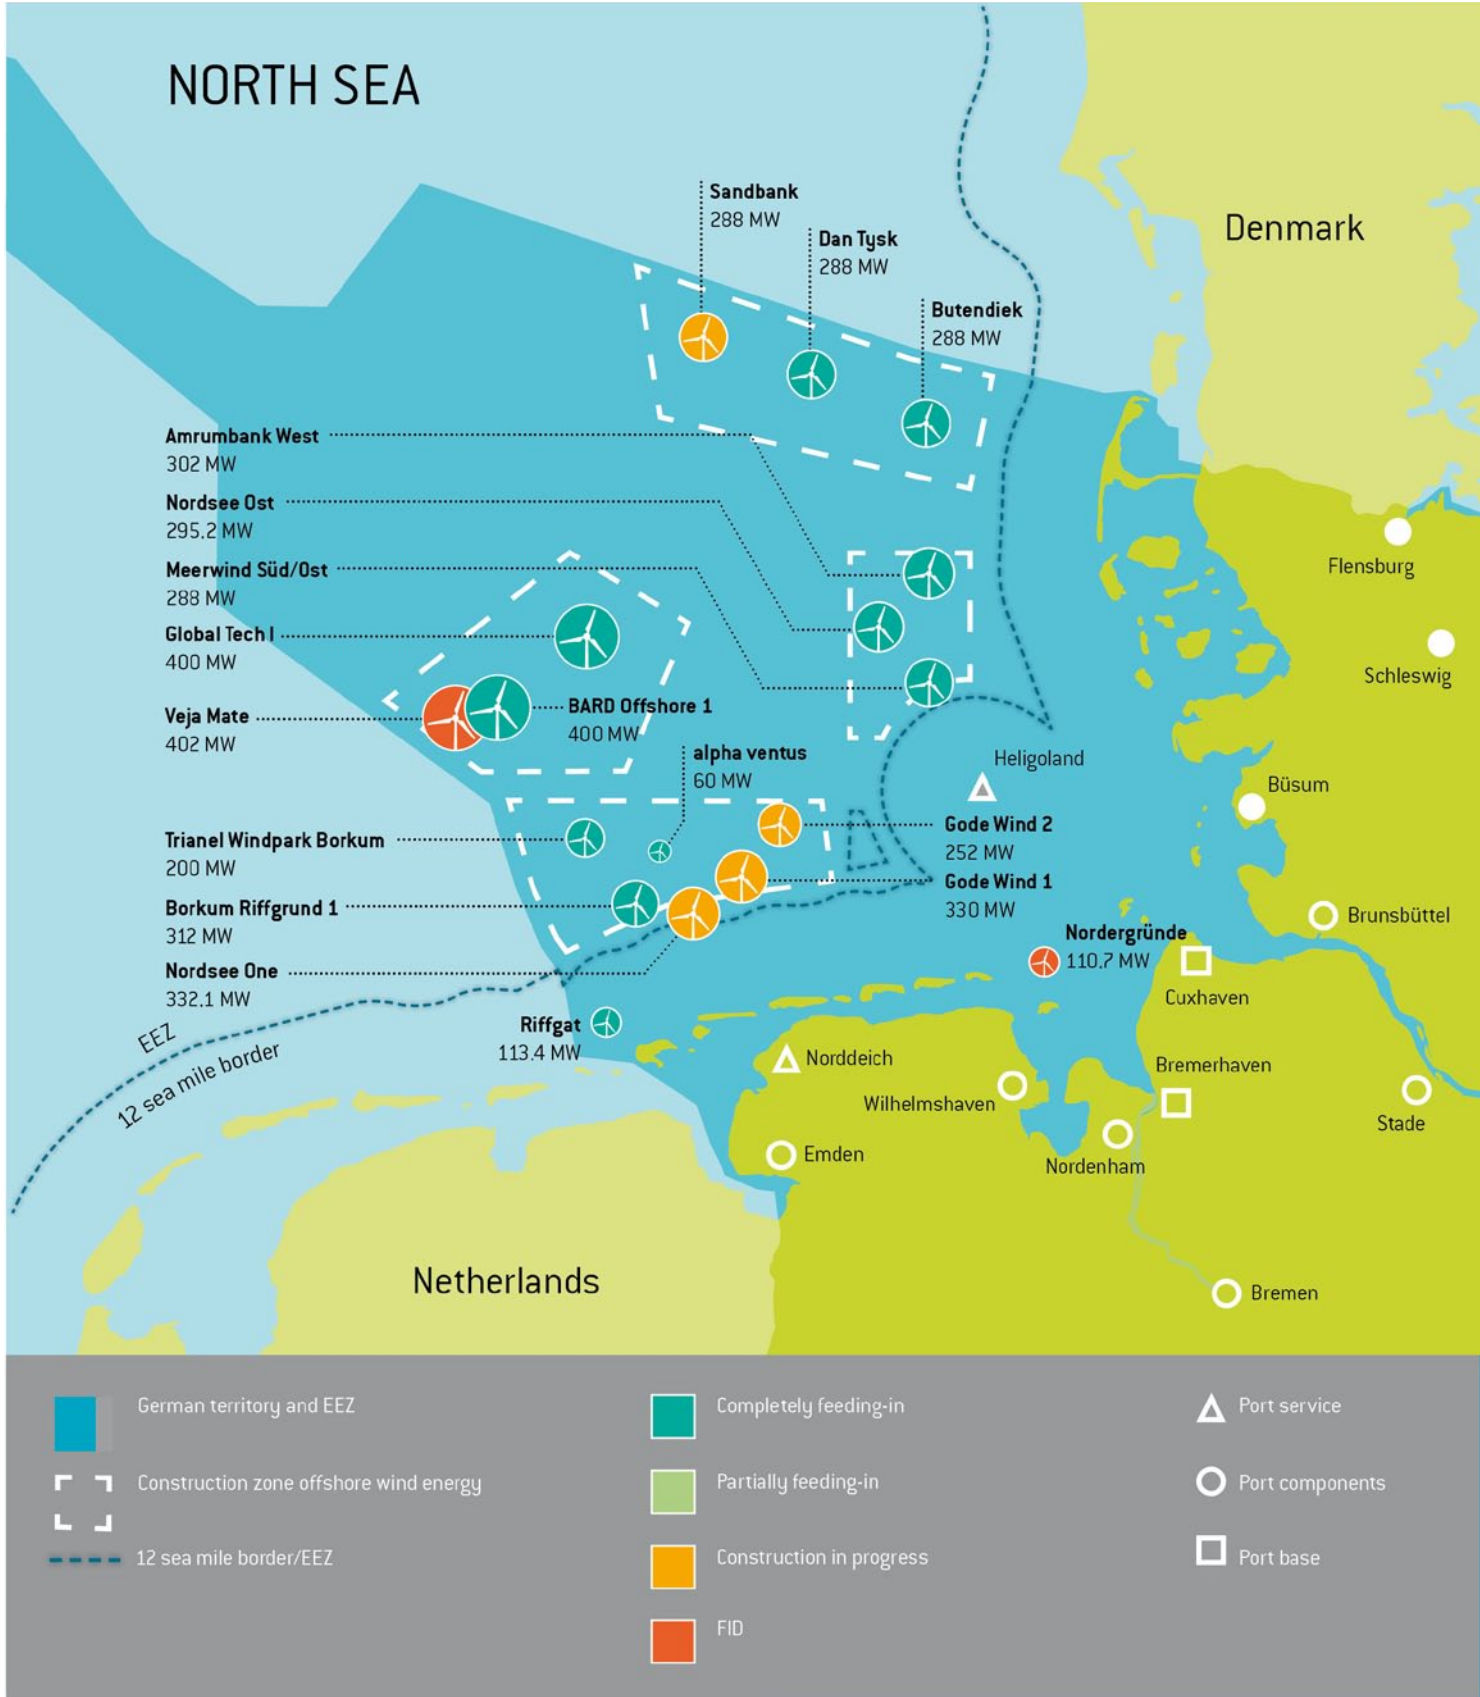 NORTH SEA
Sandbank
288 MW
Denmark
Dan Tysk
288 MW
Butendiek
288 MW
Amrumbank West
302 MW
Nordsee Ost
295.2 MW
Flensburg
Meerwind Süd/Ost
288 MW
Global Tech I
400 MW
Schleswig
Veja Mate
402 MW
BARD Offshore 1
400 MW
alpha ventus
60 MW
Heligoland
Büsum
Trianel Windpark Borkum
200 MW
Gode Wind 2
252 MW
Gode Wind 1
330 MW
Borkum Riffgrund 1
312 MW
Brunsbüttel
Nordergründe
110.7 MW
Nordsee One
332.1 MW
Cuxhaven
Riffgat
113.4 MW
EEZ
12 sea mile border
Norddeich
Bremerhaven
Wilhelmshaven
Stade
Emden
Nordenham
Netherlands
Bremen
German territory and EEZ
Construction zone offshore wind energy
12 sea mile border/EEZ
Completely feeding-in
Partially feeding-in
Construction in progress
FID
Port service
Port components
Port base